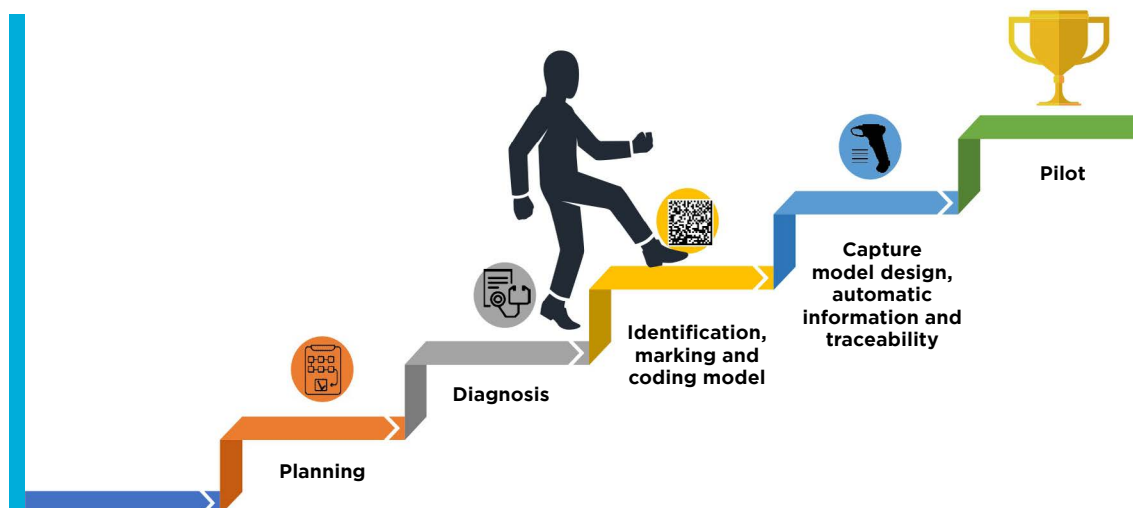 Planning
Diagnosis
Identification,
marking and
coding model
Capture
model design,
automatic
information and
traceability
Pilot